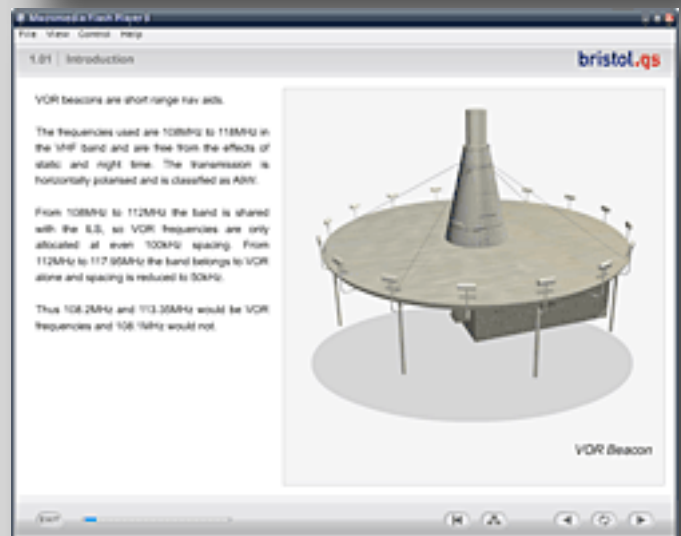 Macromedia Flash Player 8
File View Control Help
1.01 | Introduction
bristol.gs
VOR beacons are short range nav aids.
The frequencies used are 108MHz to 118MHz in
the VHF band and are free from the effects of
static and night time. The transmission is
horizontally polarised and is classified as A9W.
From 108MHz to 112MHz the band is shared
with the ILS, so VOR frequencies are only
allocated at even 100kHz spacing. From
112MHz to 117.95MHz the band belongs to VOR
alone and spacing is reduced to 50kHz.
Thus 108.2MHz and 113.35MHz would be VOR
frequencies and 108.1MHz would not.
VOR Beacon
EXIT